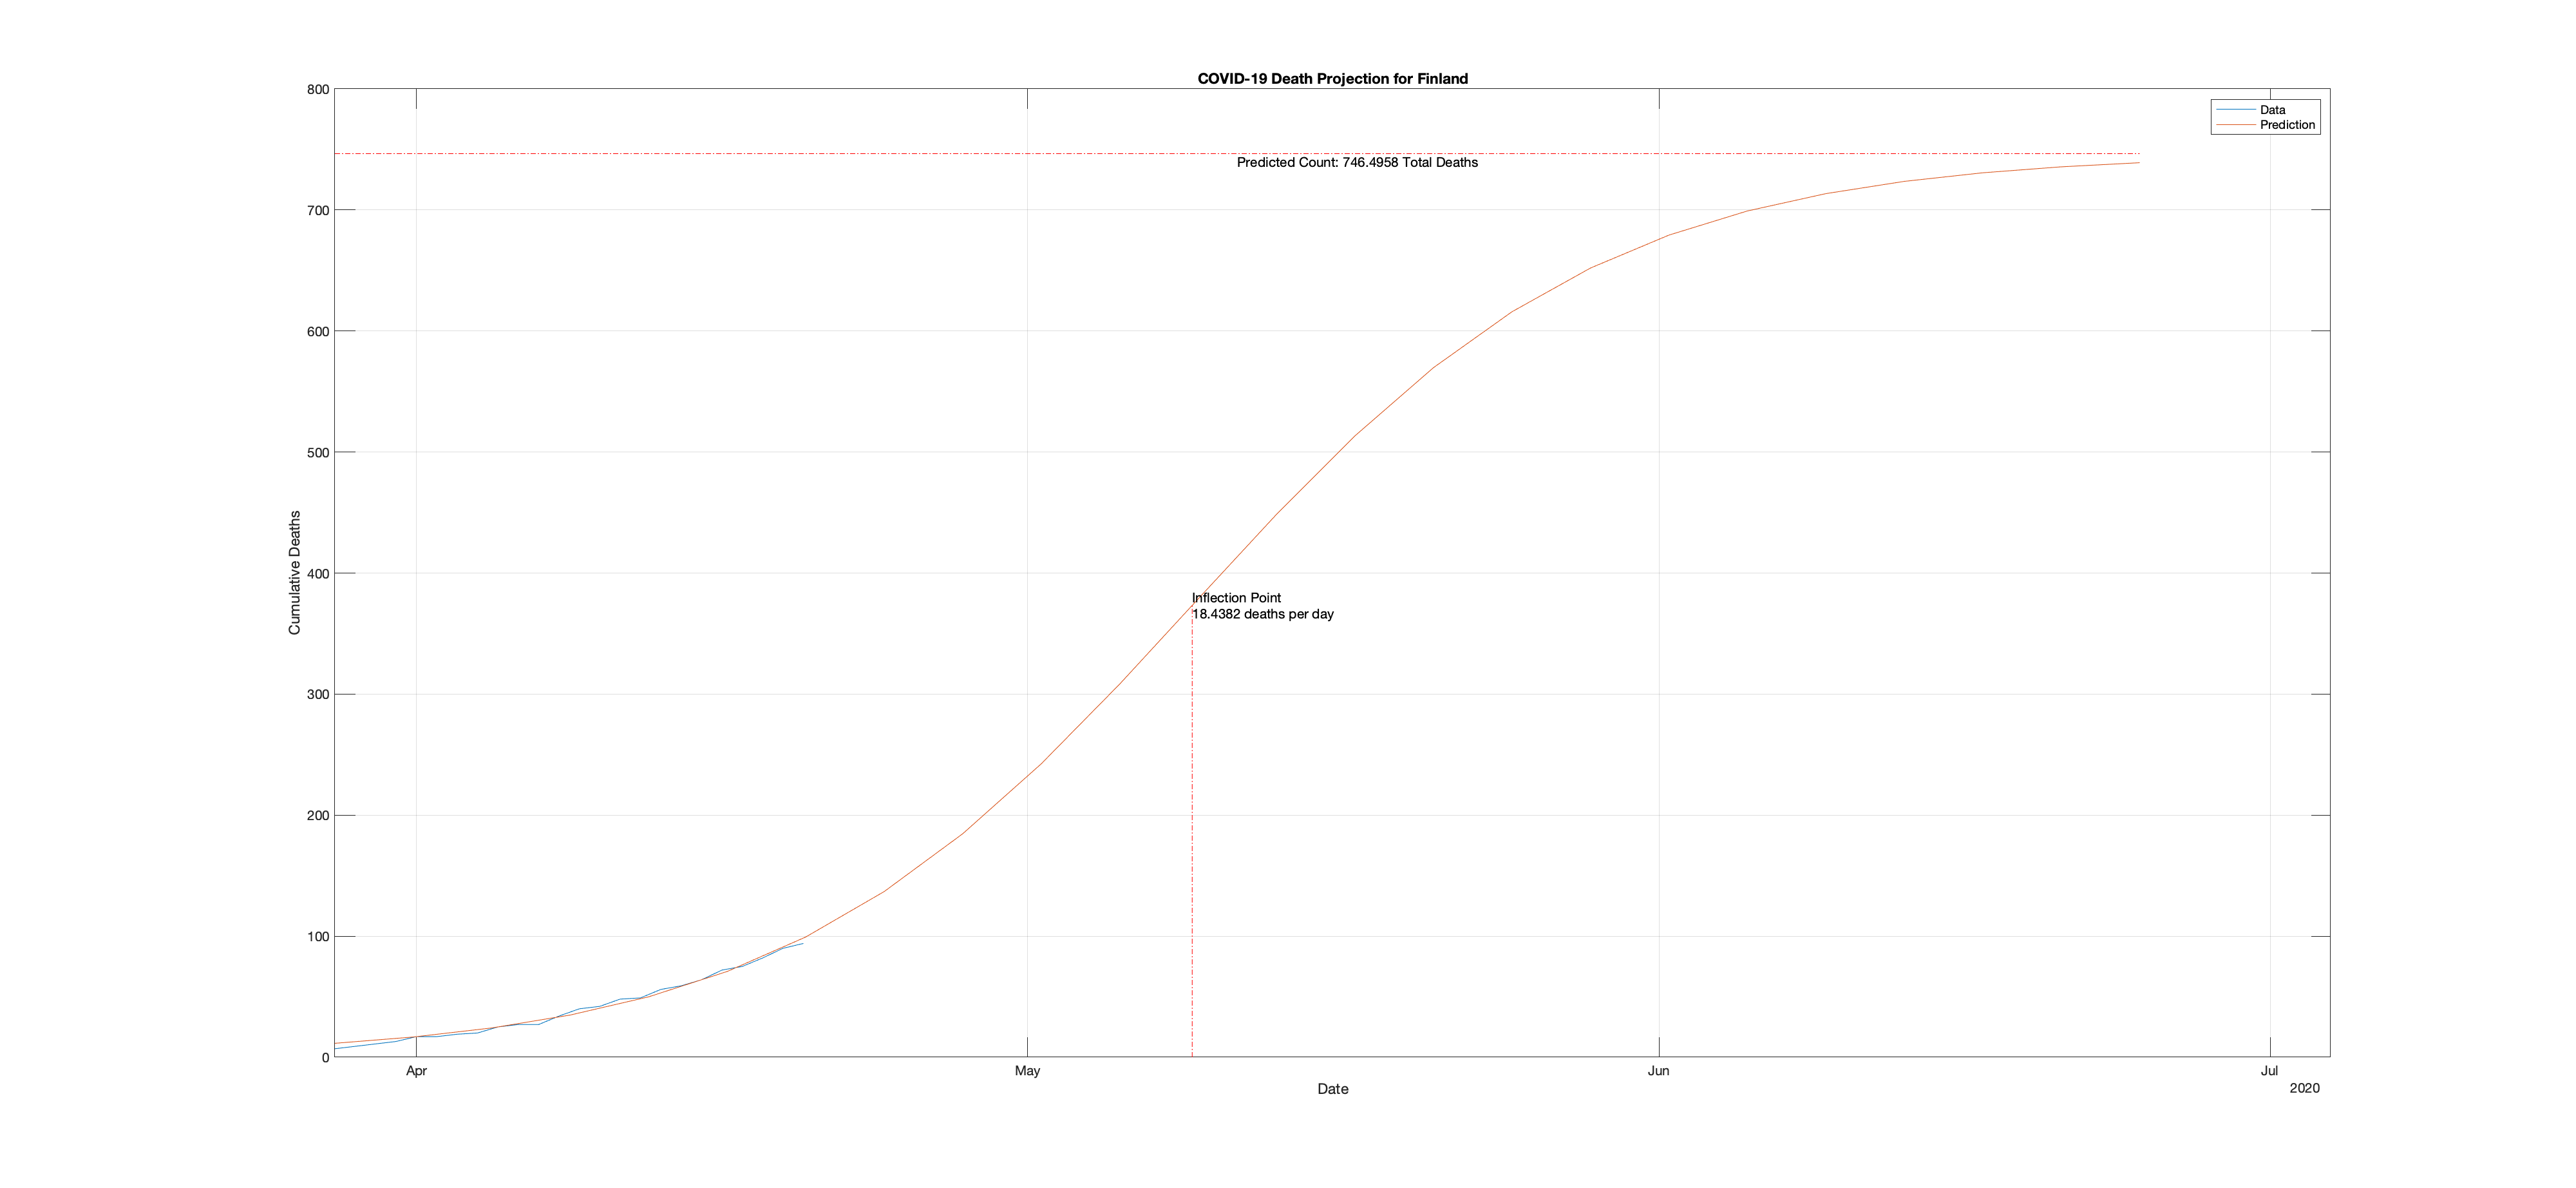 COVID-19 Death Projection for Finland
800
700
600
500
400
300
200
100
0
Cumulative Deaths
Data
Prediction
Predicted Count: 746.4958 Total Deaths
Inflection Point
18.4382 deaths per day
Apr
May
Jun
Jul
Date
2020